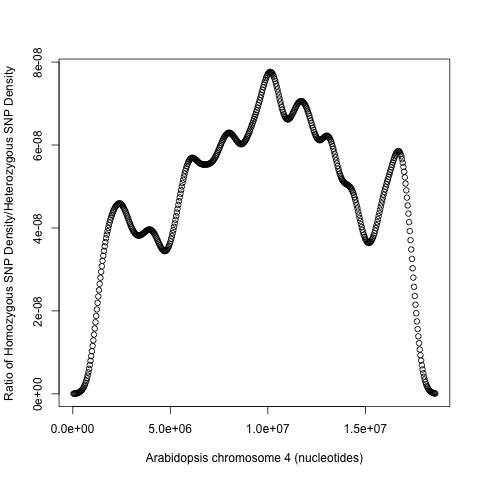 Ratio of Homozygous SNP Density/Heterozygous SNP Density
8e-08
6e-08
4e-08
2e-08
0e+00
0.0e+00 5.0e+06 1.0e+07 1.5e+07
Arabidopsis chromosome 4 (nucleotides)